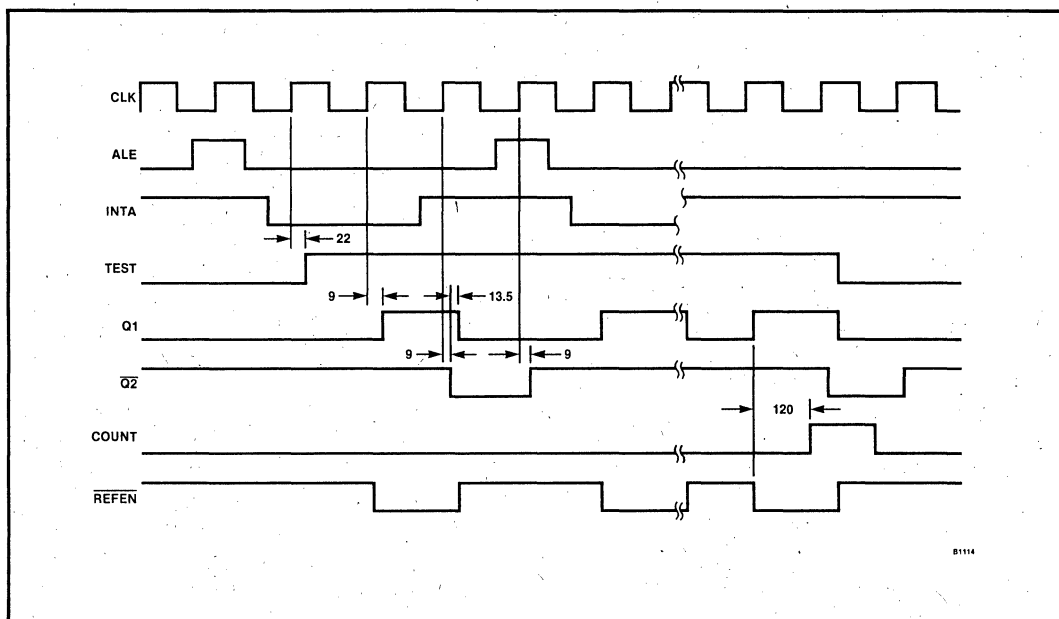 CLK
ALE
INTA
22
TEST
9
13.5
Q1
9
9
Q2
120
COUNT
REFEN
B1114